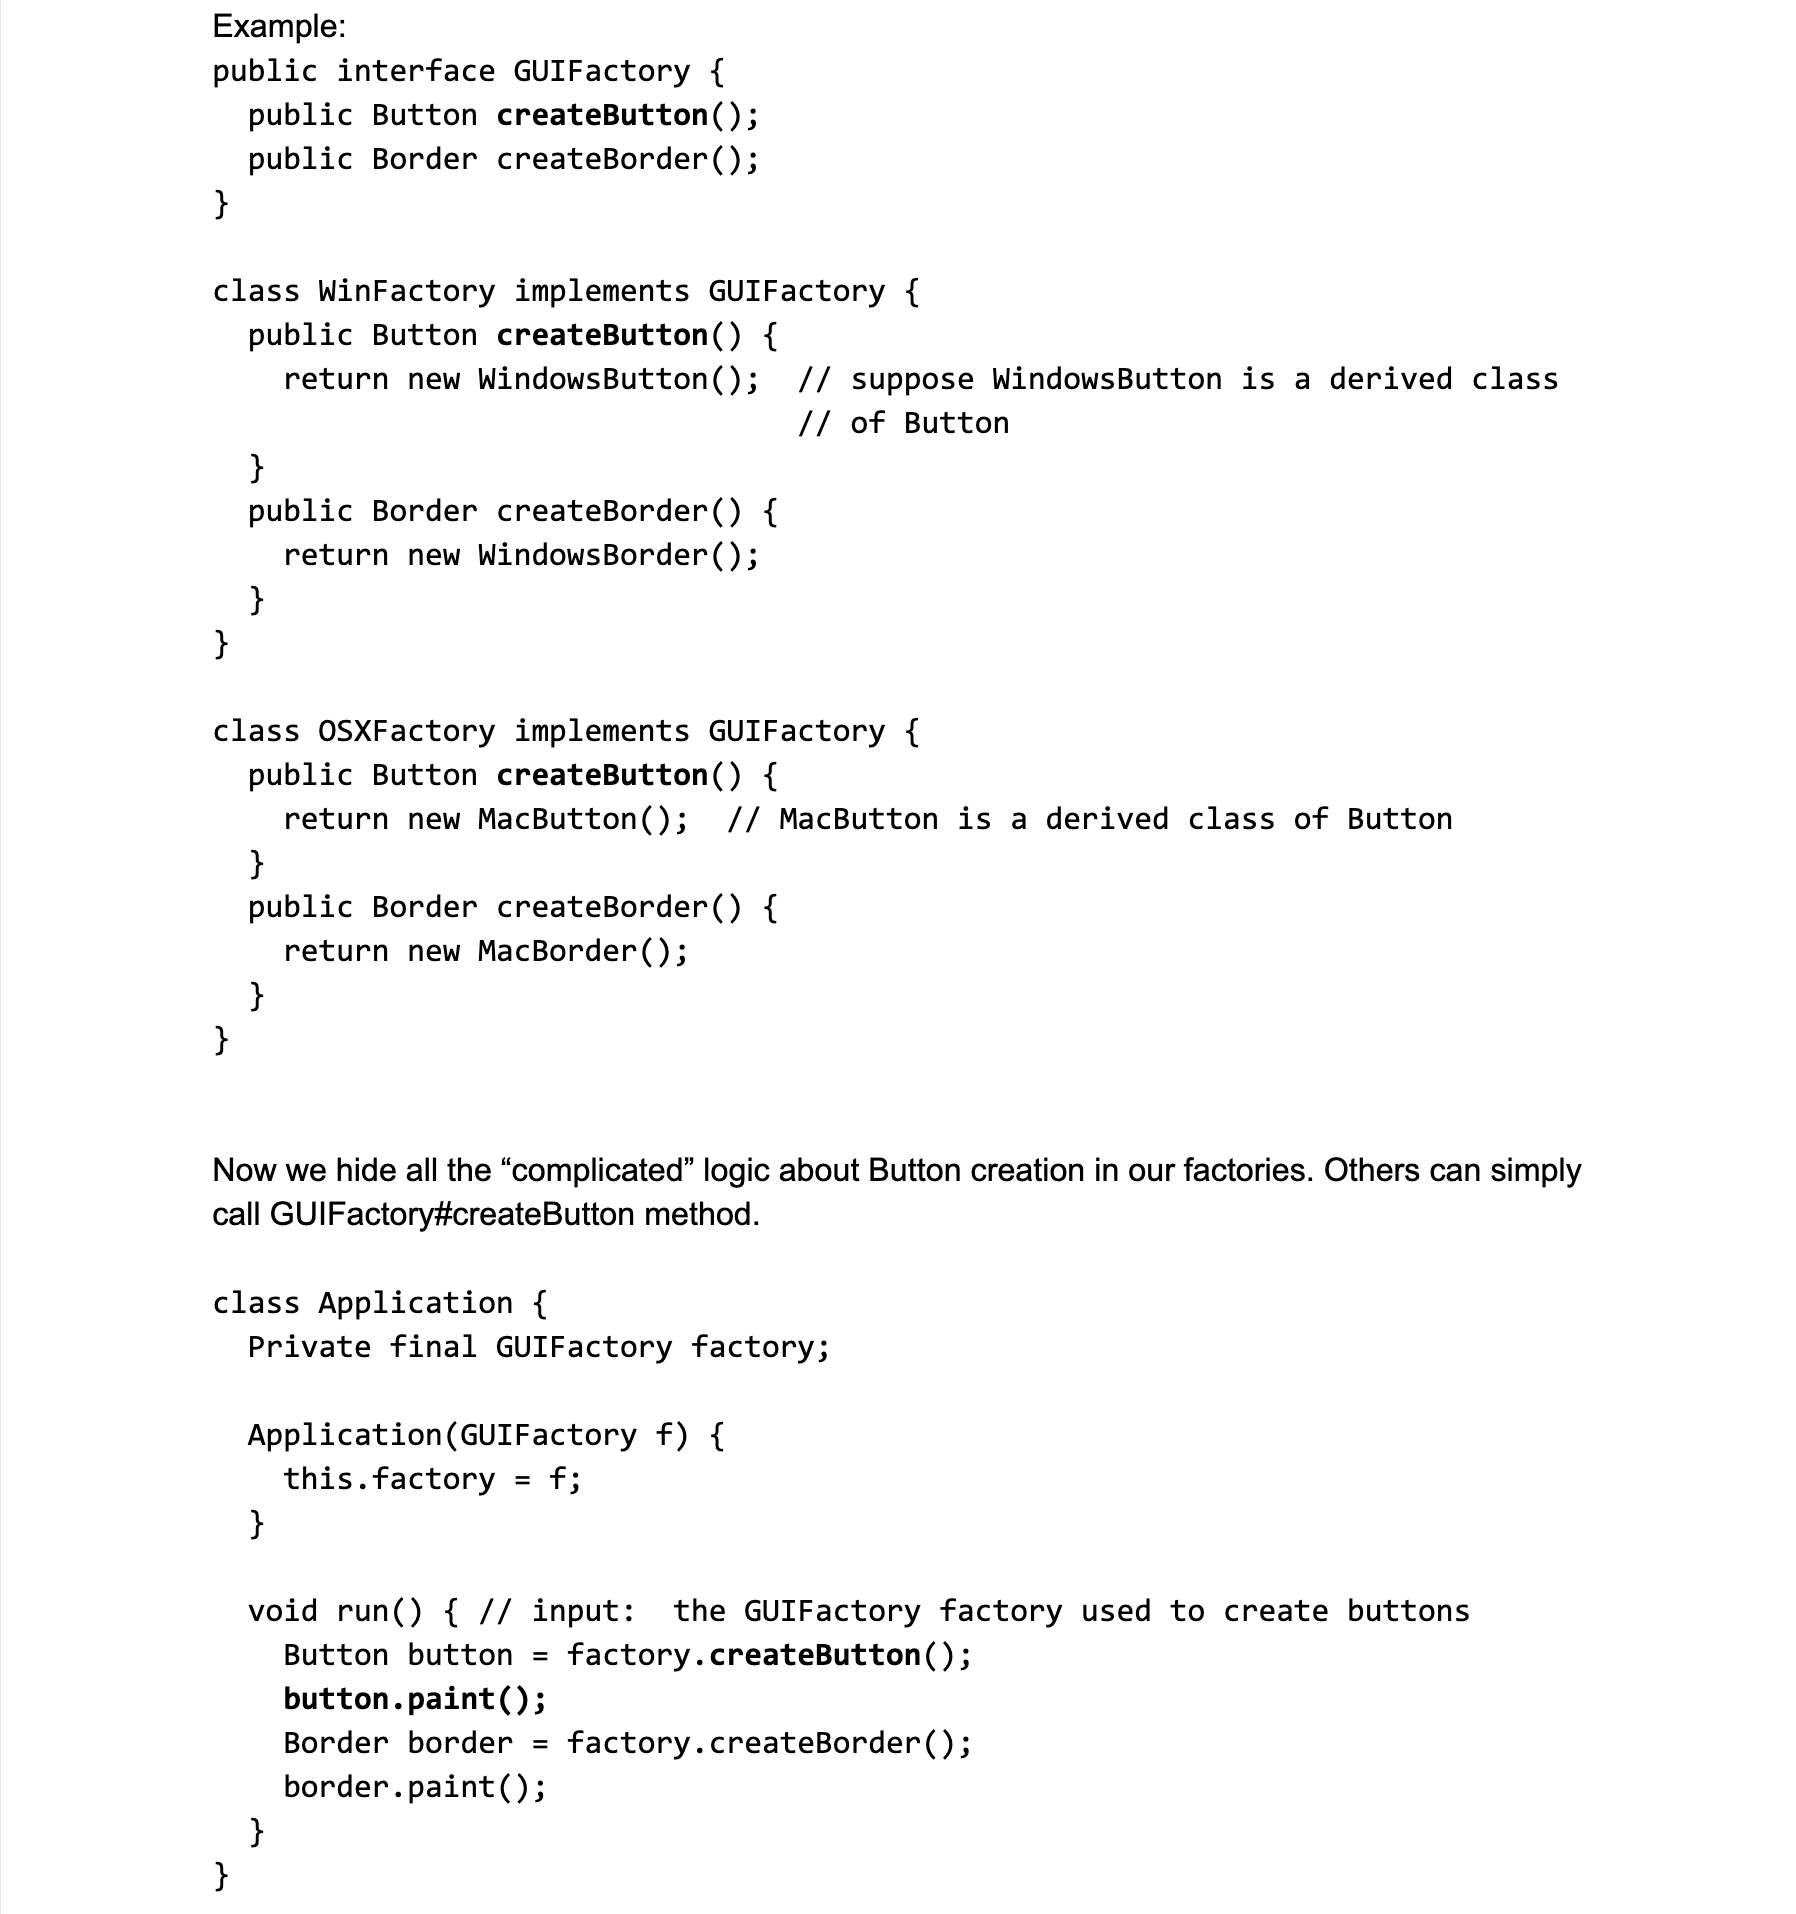 Example:
public interface GUIFactory {
  public Button createButton();
  public Border createBorder();
}

class WinFactory implements GUIFactory {
  public Button createButton() {
    return new WindowsButton();  // suppose WindowsButton is a derived class
                                 // of Button
  }
  public Border createBorder() {
    return new WindowsBorder();
  }
}

class OSXFactory implements GUIFactory {
  public Button createButton() {
    return new MacButton();  // MacButton is a derived class of Button
  }
  public Border createBorder() {
    return new MacBorder();
  }
}

Now we hide all the “complicated” logic about Button creation in our factories. Others can simply
call GUIFactory#createButton method.

class Application {
  Private final GUIFactory factory;

  Application(GUIFactory f) {
    this.factory = f;
  }

  void run() { // input:  the GUIFactory factory used to create buttons
    Button button = factory.createButton();
    button.paint();
    Border border = factory.createBorder();
    border.paint();
  }
}